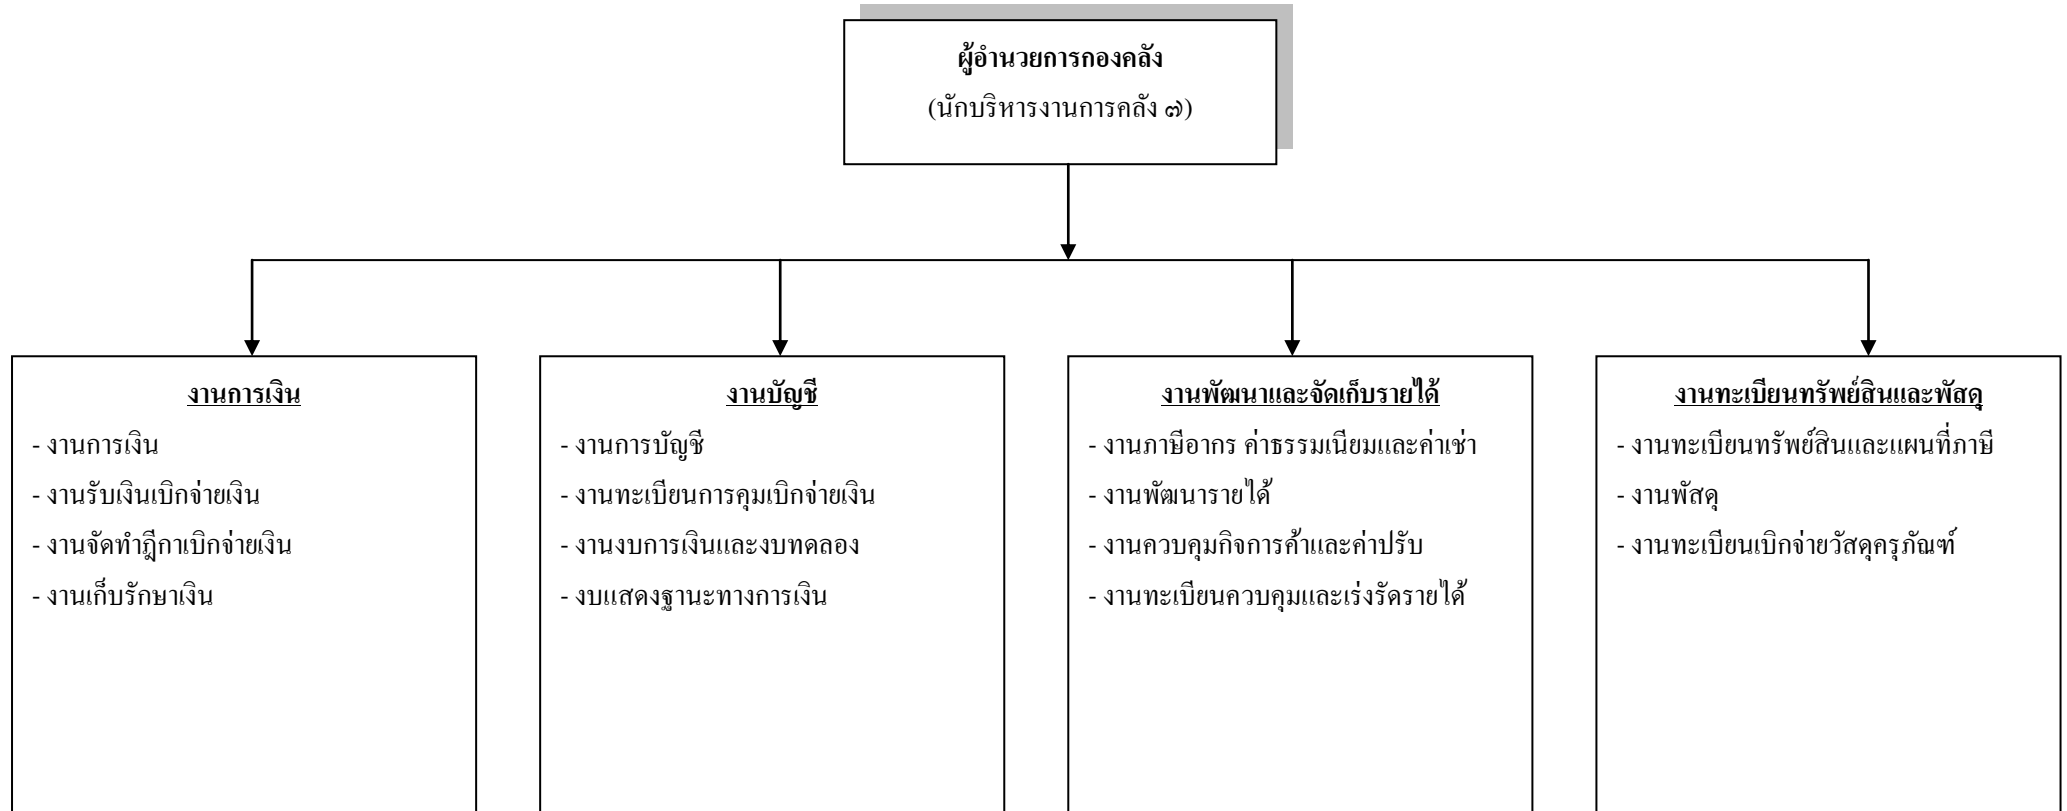 ผู้อำนวยการกองคลัง
(นักบริหารงานการคลัง ๗)
งานการเงิน
- งานการเงิน
- งานรับเงินเบิกจ่ายเงิน
- งานจัดทำฎีกาเบิกจ่ายเงิน
- งานเก็บรักษาเงิน
งานบัญชี
- งานการบัญชี
- งานทะเบียนการคุมเบิกจ่ายเงิน
- งานงบการเงินและงบทดลอง
- งบแสดงฐานะทางการเงิน
งานพัฒนาและจัดเก็บรายได้
- งานภาษีอากร ค่าธรรมเนียมและค่าเช่า
- งานพัฒนารายได้
- งานควบคุมกิจการค้าและค่าปรับ
- งานทะเบียนควบคุมและเร่งรัดรายได้
งานทะเบียนทรัพย์สินและพัสดุ
- งานทะเบียนทรัพย์สินและแผนที่ภาษี
- งานพัสดุ
- งานทะเบียนเบิกจ่ายวัสดุครุภัณฑ์